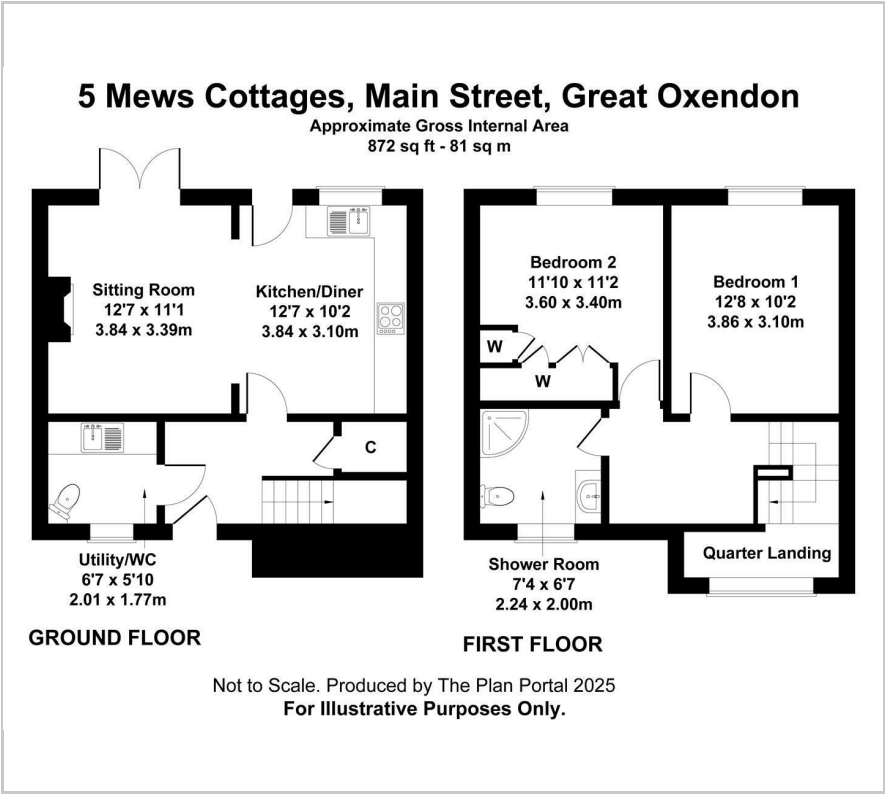 5 Mews Cottages, Main Street, Great Oxendon
Approximate Gross Internal Area
872 sq ft - 81 sq m
Sitting Room
12'7 x 11'1
3.84 x 3.39m
Kitchen/Diner
12'7 x 10'2
3.84 x 3.10m
C
Utility/WC
6'7 x 5'10
2.01 x 1.77m
GROUND FLOOR
Bedroom 2
11'10 x 11'2
3.60 x 3.40m
Bedroom 1
12'8 x 10'2
3.86 x 3.10m
W
W
Quarter Landing
Shower Room
7'4 x 6'7
2.24 x 2.00m
FIRST FLOOR
Not to Scale. Produced by The Plan Portal 2025
For Illustrative Purposes Only.